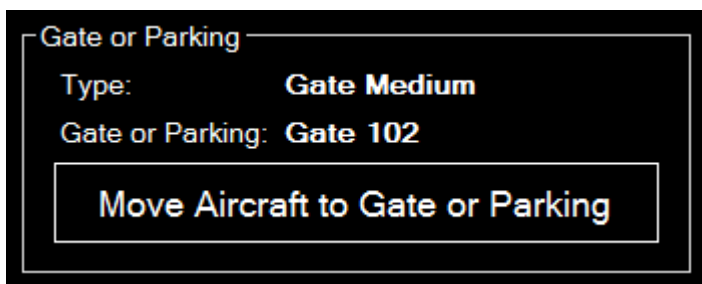 Gate or Parking
Type: Gate Medium
Gate or Parking: Gate 102
Move Aircraft to Gate or Parking